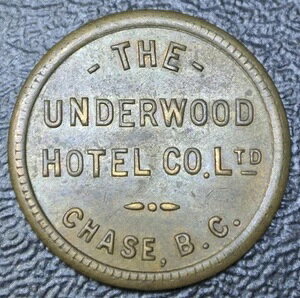 - THE -
UNDERWOOD
HOTEL CO. LTD
CHASE, B.C.